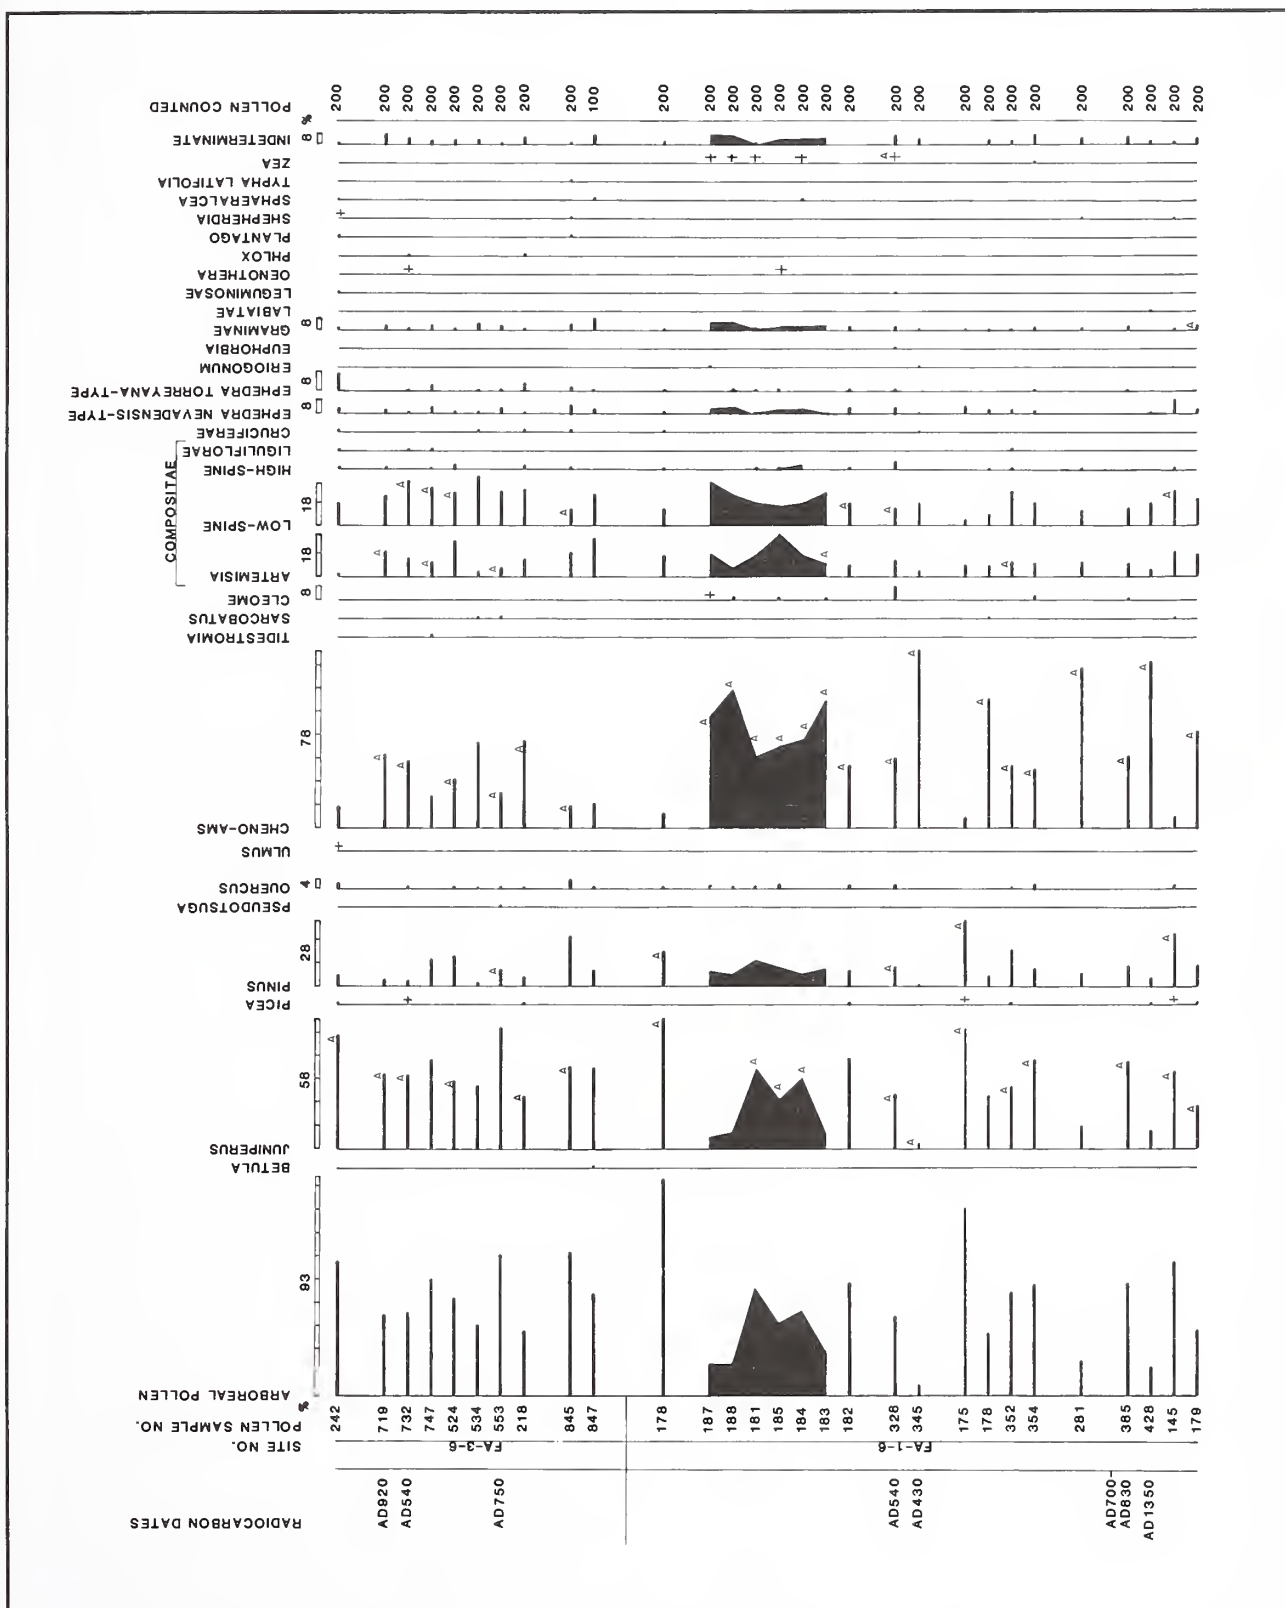 POLLEN COUNTED
200 200 200 200 200 200 200 200 200 100 200 200 200 200 200 200 200 200 200 200 200 200 200 200 200 200 200 200 200
%
INDETERMINATE 8
ZEA
TYPHA LATIFOLIA
SPHAERALCEA
SHEPHERDIA
PLANTAGO
PHLOX
OENOTHERA
LEGUMINOSAE
LABIATAE
GRAMINAE 8
EUPHORBIA
ERIOGONUM
EPHEDRA TORREYANA-TYPE 8
EPHEDRA NEVADENSIS-TYPE 8
CRUCIFERAE
LIGULIFLORAE
HIGH-SPINE
COMPOSITAE
LOW-SPINE 18
ARTEMISIA 18
CLEOME 8
SARCOBATUS
TIDESTROMIA
CHENO-AMS 78
ULMUS
QUERCUS 4
PSEUDOTSUGA
PINUS 28
PICEA
JUNIPERUS 58
BETULA
ARBOREAL POLLEN 93
%
POLLEN SAMPLE NO.
242 719 732 747 524 534 553 218 845 847 178 187 188 181 185 184 183 182 328 345 175 178 352 354 281 385 428 145 179
SITE NO.
FA-3-6 FA-1-6
RADIOCARBON DATES
AD920 AD540 AD750 AD540 AD430 AD700 AD830 AD1350